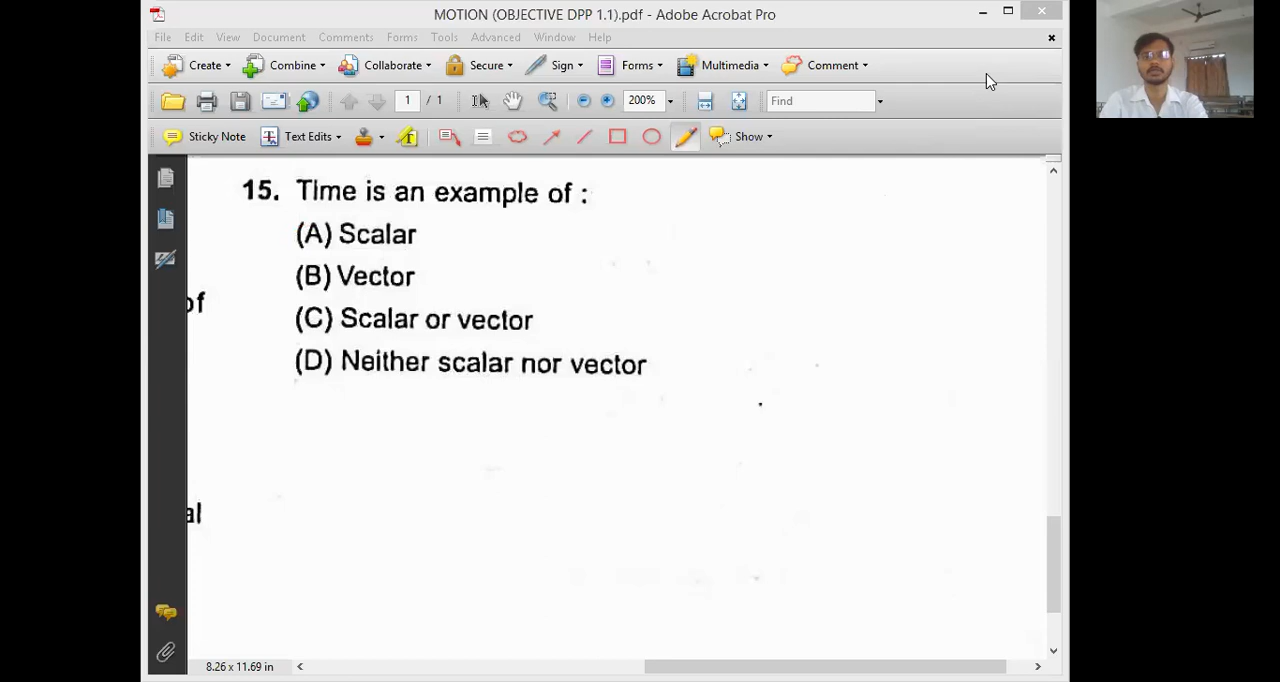 MOTION (OBJECTIVE DPP 1.1).pdf - Adobe Acrobat Pro
File Edit View Document Comments Forms Tools Advanced Window Help
Create Combine Collaborate Secure Sign Forms Multimedia Comment
1 / 1 200% Find
Sticky Note Text Edits Show
15. Time is an example of :
(A) Scalar
(B) Vector
of
(C) Scalar or vector
(D) Neither scalar nor vector
al
8.26 x 11.69 in